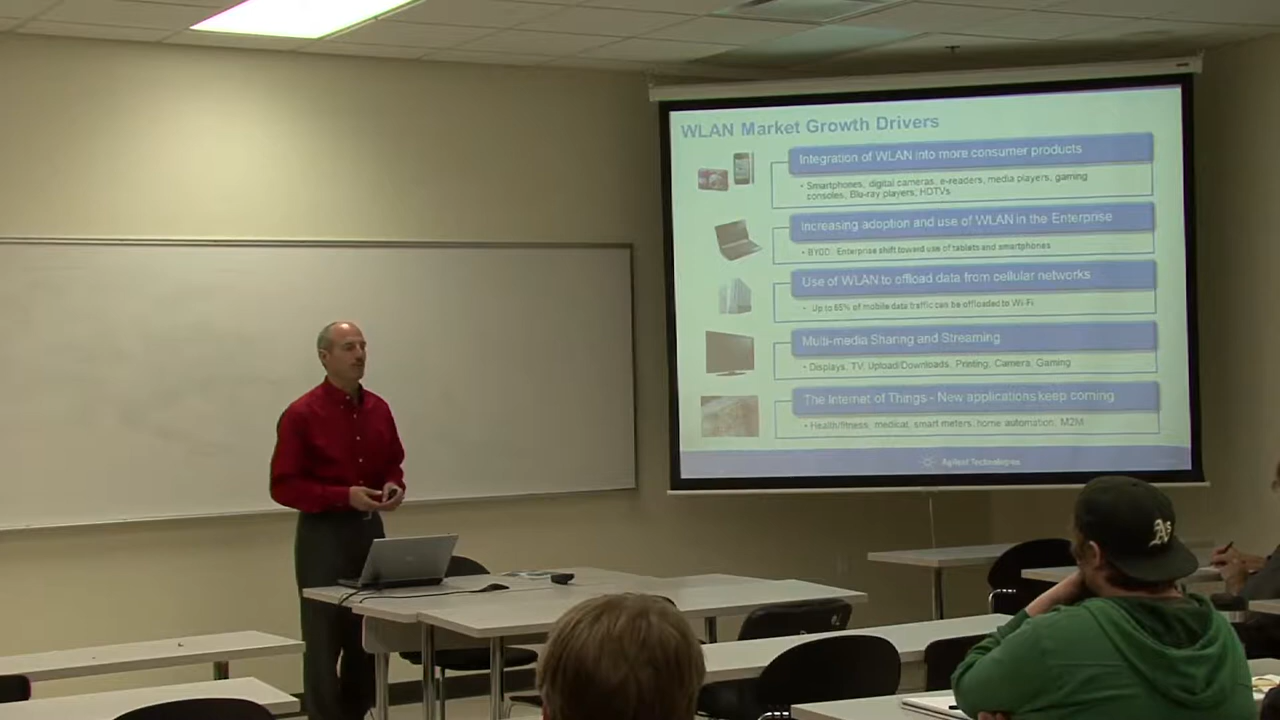 WLAN Market Growth Drivers
Integration of WLAN into more consumer products
• Smartphones, digital cameras, e-readers, media players, gaming
consoles, Blu-ray players, HDTVs
Increasing adoption and use of WLAN in the Enterprise
• BYOD: Enterprise shift toward use of tablets and smartphones
Use of WLAN to offload data from cellular networks
• Up to 65% of mobile data traffic can be offloaded to Wi-Fi
Multi-media Sharing and Streaming
• Displays, TV, Upload/Downloads, Printing, Camera, Gaming
The Internet of Things - New applications keep coming
• Health/fitness, medical, smart meters, home automation, M2M
Agilent Technologies
A's